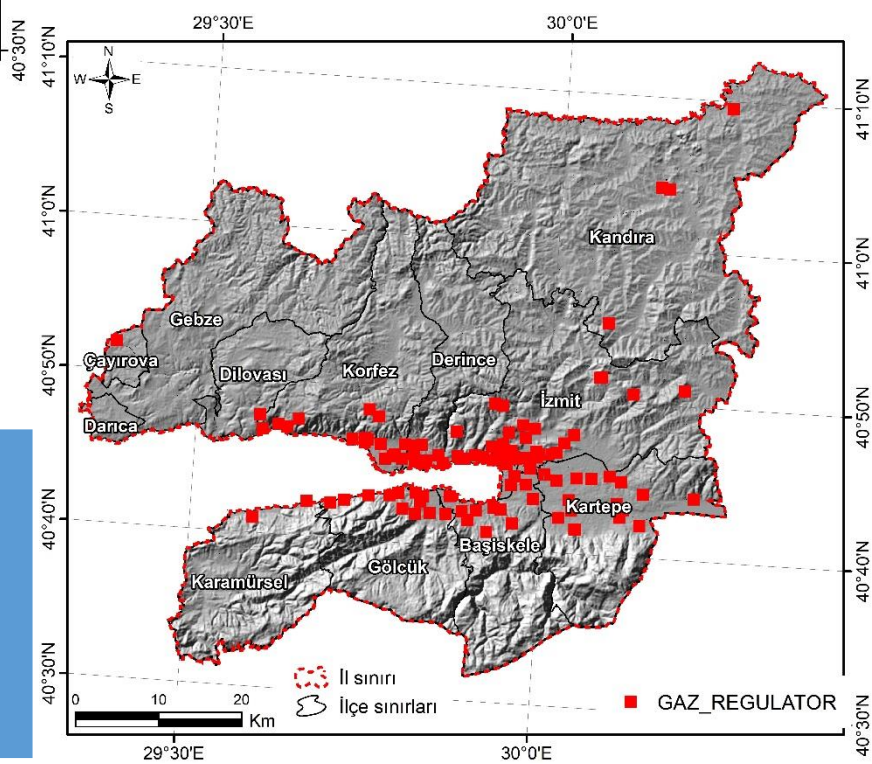 29°30'E 30°0'E
40°30'N
41°10'N
N
W E
S
41°10'N
Kandıra
41°0'N
41°0'N
Gebze
Çayırova
Dilovası
Korfez
Derince
40°50'N
İzmit
Darıca
40°50'N
Kartepe
40°40'N
Başiskele
Gölcük
Karamürsel
40°40'N
40°30'N
İl sınırı
İlçe sınırları
0 10 20
Km
GAZ_REGULATOR
40°30'N
29°30'E 30°0'E